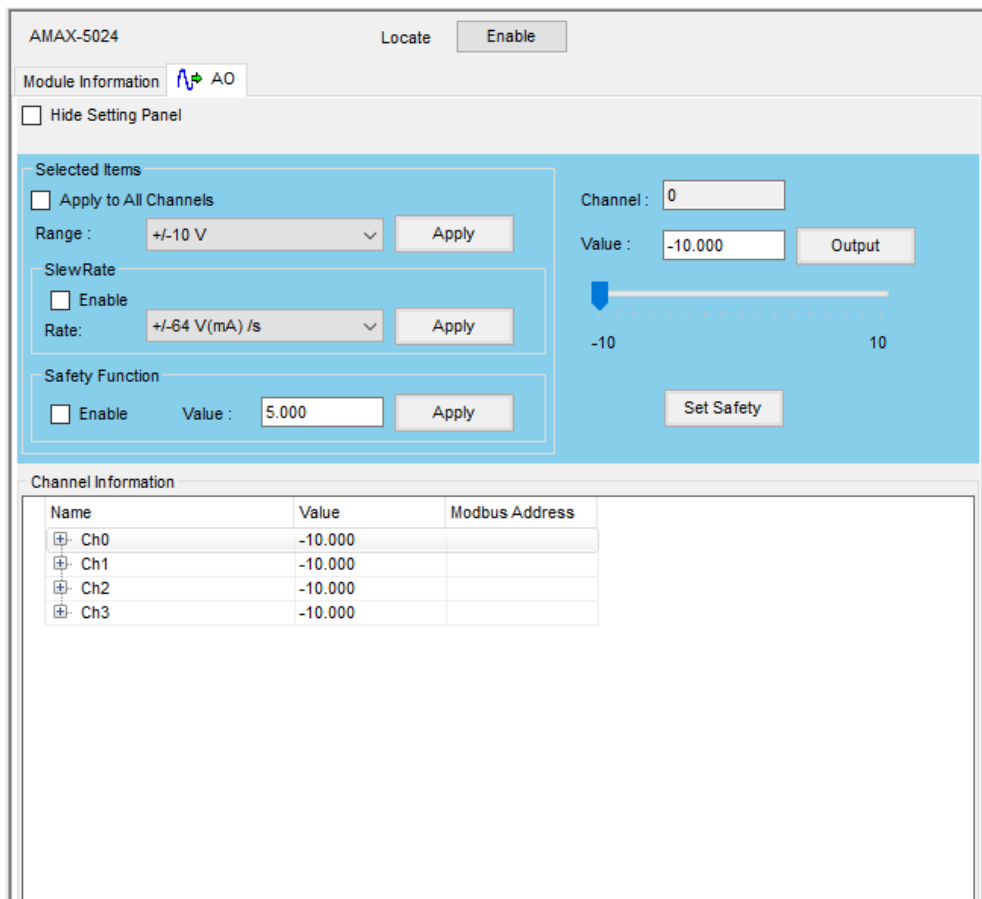 AMAX-5024 Locate Enable
Module Information AO
Hide Setting Panel
Selected Items
Apply to All Channels
Range : +/-10 V Apply
SlewRate
Enable
Rate: +/-64 V(mA) /s Apply
Safety Function
Enable Value : 5.000 Apply
Channel : 0
Value : -10.000 Output
-10 10
Set Safety
Channel Information
Name Value Modbus Address
Ch0 -10.000
Ch1 -10.000
Ch2 -10.000
Ch3 -10.000